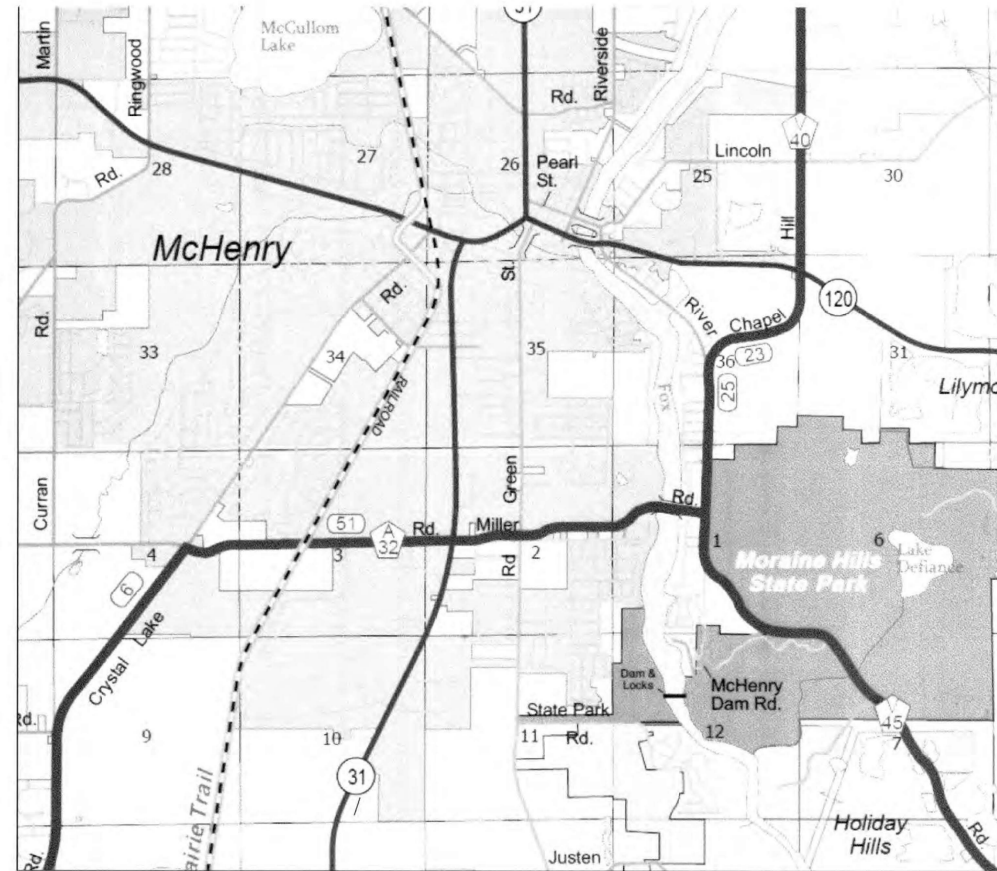 31
McCullom
Lake
Martin
Ringwood
Riverside
Rd.
40
Lincoln
28
27
26
Pearl
St.
25
30
Rd.
McHenry
Hill
St.
Rd.
River
Chapel
120
Rd.
33
34
35
36
23
31
25
Fox
RAILROAD
Lilymo
Curran
Green
Rd.
51
A
32
Rd.
Miller
4
3
Rd
2
1
6
Lake
Defiance
Moraine Hills
State Park
6
Crystal Lake
Dam &
Locks
McHenry
Dam Rd.
State Park
Rd.
Rd.
9
10
11
12
V
45
7
31
airie Trail
Holiday
Hills
Rd.
Rd.
Justen